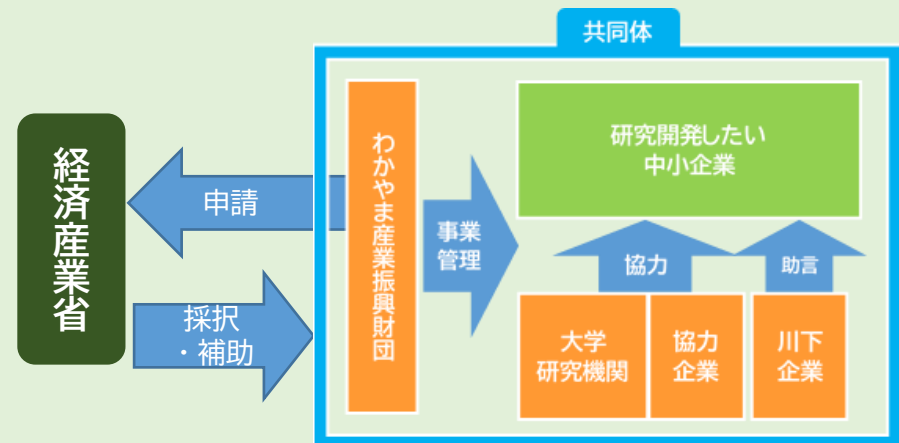 共同体
経済産業省
申請
採択
・補助
わかやま産業振興財団
事業
管理
研究開発したい
中小企業
協力
助言
大学
研究機関
協力
企業
川下
企業